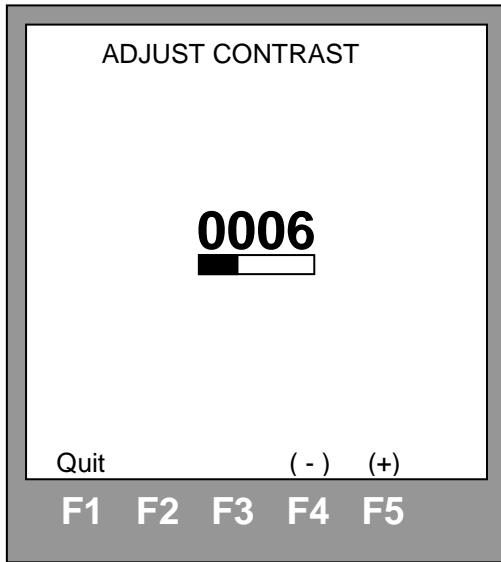 ADJUST CONTRAST
0006
Quit ( - ) (+)
F1 F2 F3 F4 F5